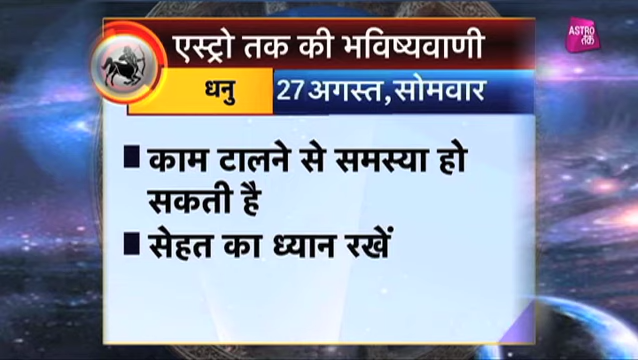 ASTRO
तक
एस्ट्रो तक की भविष्यवाणी
धनु
27 अगस्त, सोमवार
काम टालने से समस्या हो
सकती है
सेहत का ध्यान रखें